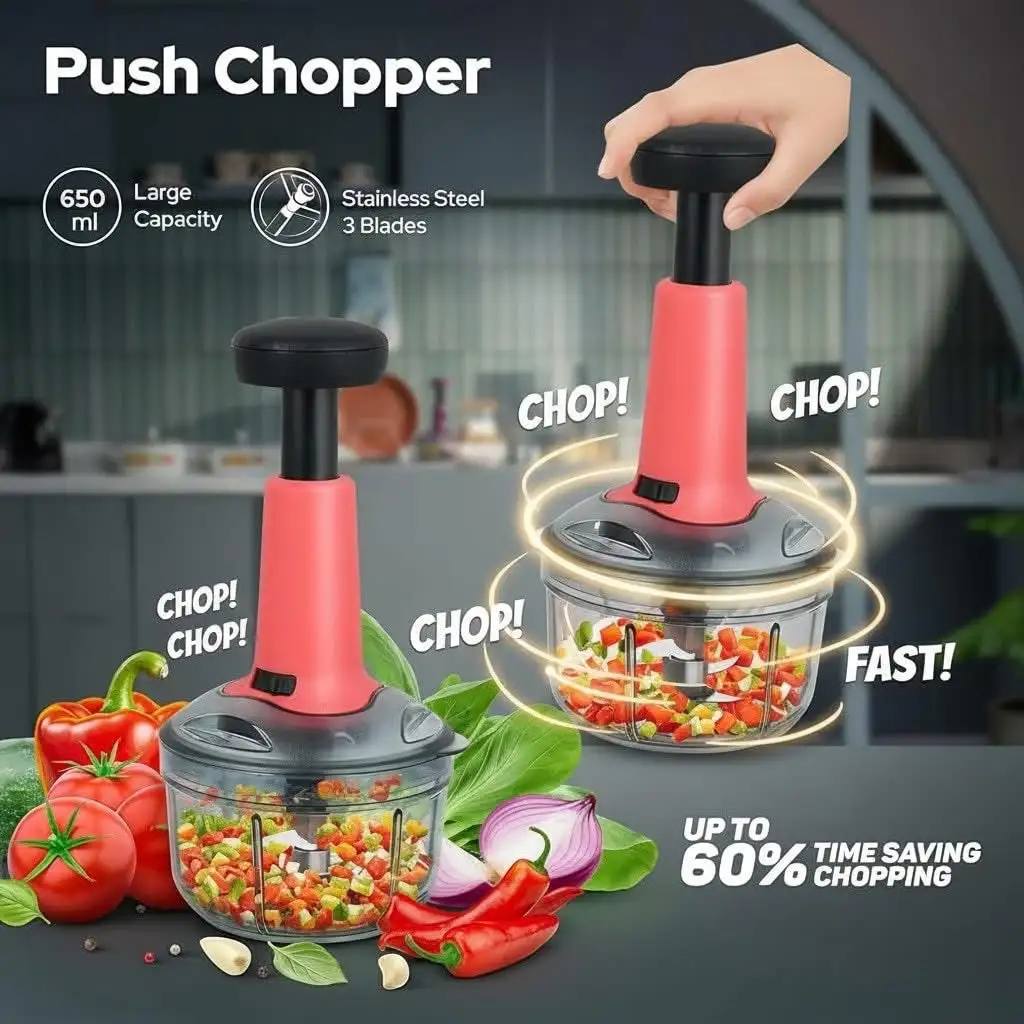 Push Chopper
650
ml
Large
Capacity
Stainless Steel
3 Blades
CHOP!
CHOP!
CHOP!
CHOP!
CHOP!
FAST!
UP TO
60% TIME SAVING
CHOPPING